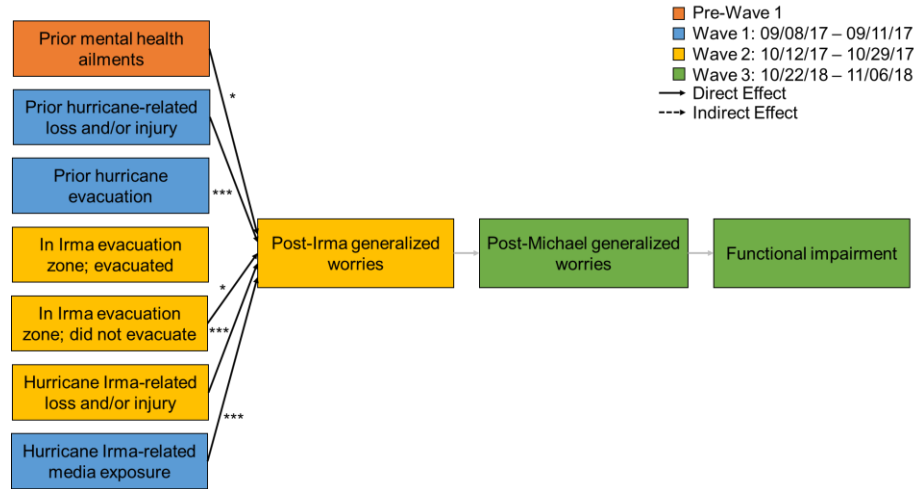 Pre-Wave 1
Wave 1: 09/08/17 – 09/11/17
Wave 2: 10/12/17 – 10/29/17
Wave 3: 10/22/18 – 11/06/18
Direct Effect
Indirect Effect
Prior mental health
ailments
*
Prior hurricane-related
loss and/or injury
***
Prior hurricane
evacuation
In Irma evacuation
zone; evacuated
*
In Irma evacuation
zone; did not evacuate
***
Hurricane Irma-related
loss and/or injury
***
Hurricane Irma-related
media exposure
Post-Irma generalized
worries
Post-Michael generalized
worries
Functional impairment